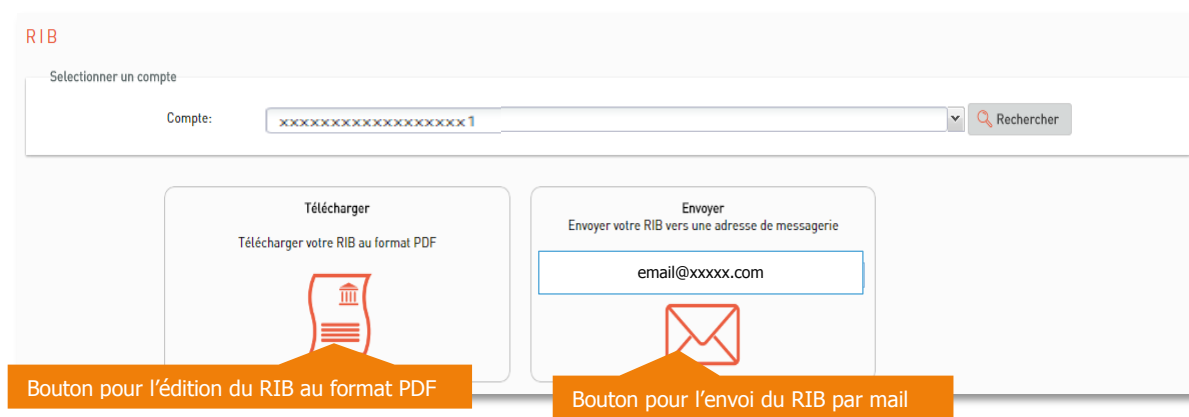 RIB
Selectionner un compte
Compte: xxxxxxxxxxxxxxxxxx1 Rechercher
Télécharger
Télécharger votre RIB au format PDF
Envoyer
Envoyer votre RIB vers une adresse de messagerie
email@xxxxx.com
Bouton pour l’édition du RIB au format PDF
Bouton pour l’envoi du RIB par mail